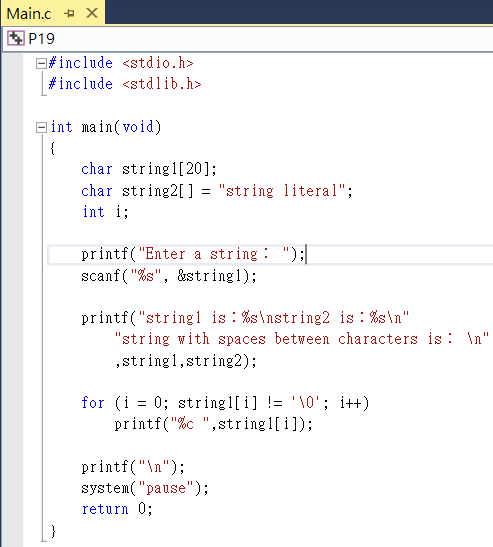 Main.c
P19
#include <stdio.h>
#include <stdlib.h>
int main(void)
{
char string1[20];
char string2[] = "string literal";
int i;
printf("Enter a string： ");
scanf("%s", &string1);
printf("string1 is：%s\nstring2 is：%s\n"
"string with spaces between characters is： \n"
,string1,string2);
for (i = 0; string1[i] != '\0'; i++)
printf("%c ",string1[i]);
printf("\n");
system("pause");
return 0;
}